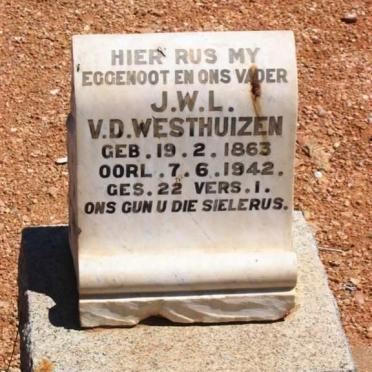 HIER RUS MY
EGGENOOT EN ONS VADER
J.W.L.
V.D. WESTHUIZEN
GEB. 19. 2. 1863
OORL. 7. 6. 1942.
GES. 22 VERS. 1.
ONS GUN U DIE SIELERUS.